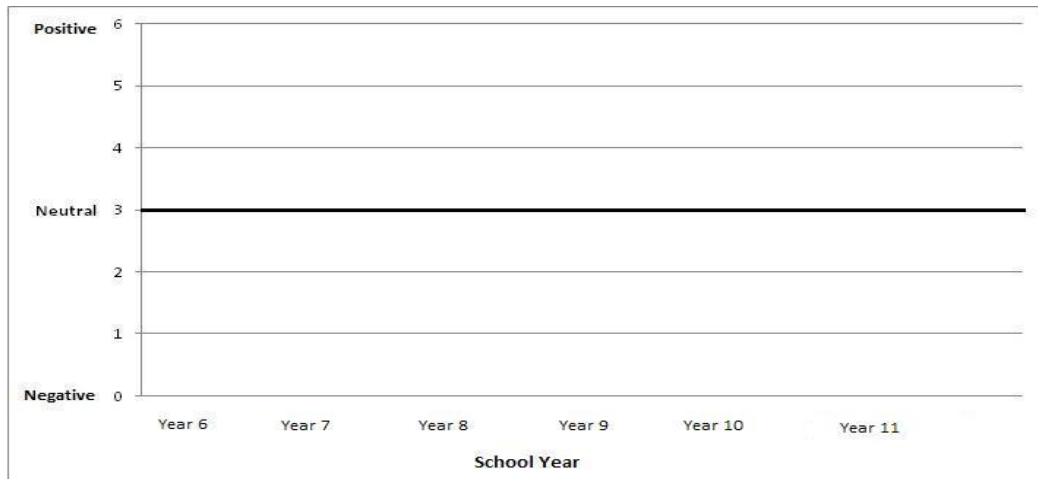 Positive 6
5
4
Neutral 3
2
1
Negative 0
Year 6 Year 7 Year 8 Year 9 Year 10 Year 11
School Year